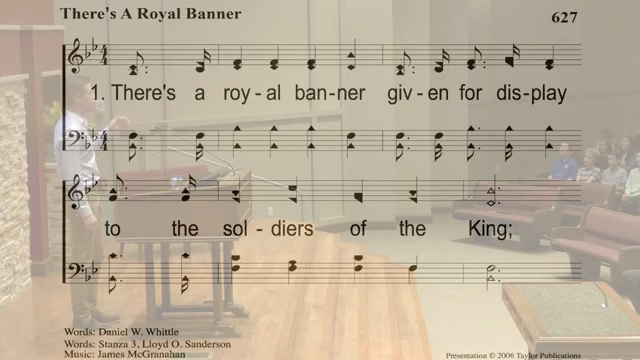 There's A Royal Banner 627
1. There's a roy-al ban-ner giv-en for dis-play
to the sol-diers of the King;
Words: Daniel W. Whittle
Words: Stanza 3, Lloyd O. Sanderson
Music: James McGranahan
Presentation © 2006 Taylor Publications